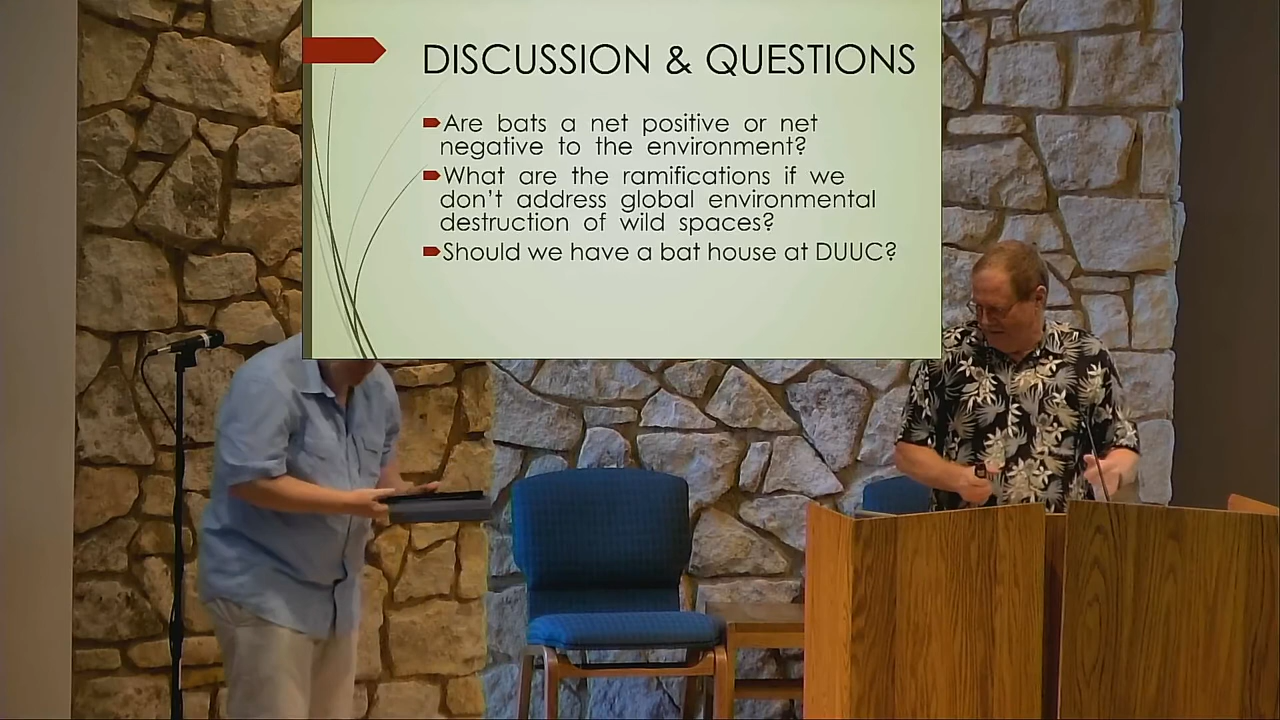 DISCUSSION & QUESTIONS
Are bats a net positive or net
negative to the environment?
What are the ramifications if we
don't address global environmental
destruction of wild spaces?
Should we have a bat house at DUUC?